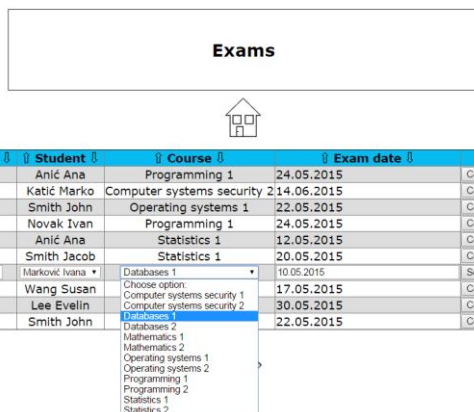 Exams
⇧ Student ⇩ ⇧ Course ⇩ ⇧ Exam date ⇩
Anić Ana Programming 1 24.05.2015
Katić Marko Computer systems security 2 14.06.2015
Smith John Operating systems 1 22.05.2015
Novak Ivan Programming 1 24.05.2015
Anić Ana Statistics 1 12.05.2015
Smith Jacob Statistics 1 20.05.2015
Marković Ivana Databases 1 10.05.2015
Wang Susan 17.05.2015
Lee Evelin 30.05.2015
Smith John 22.05.2015
Choose option:
Computer systems security 1
Computer systems security 2
Databases 1
Databases 2
Mathematics 1
Mathematics 2
Operating systems 1
Operating systems 2
Programming 1
Programming 2
Statistics 1
Statistics 2